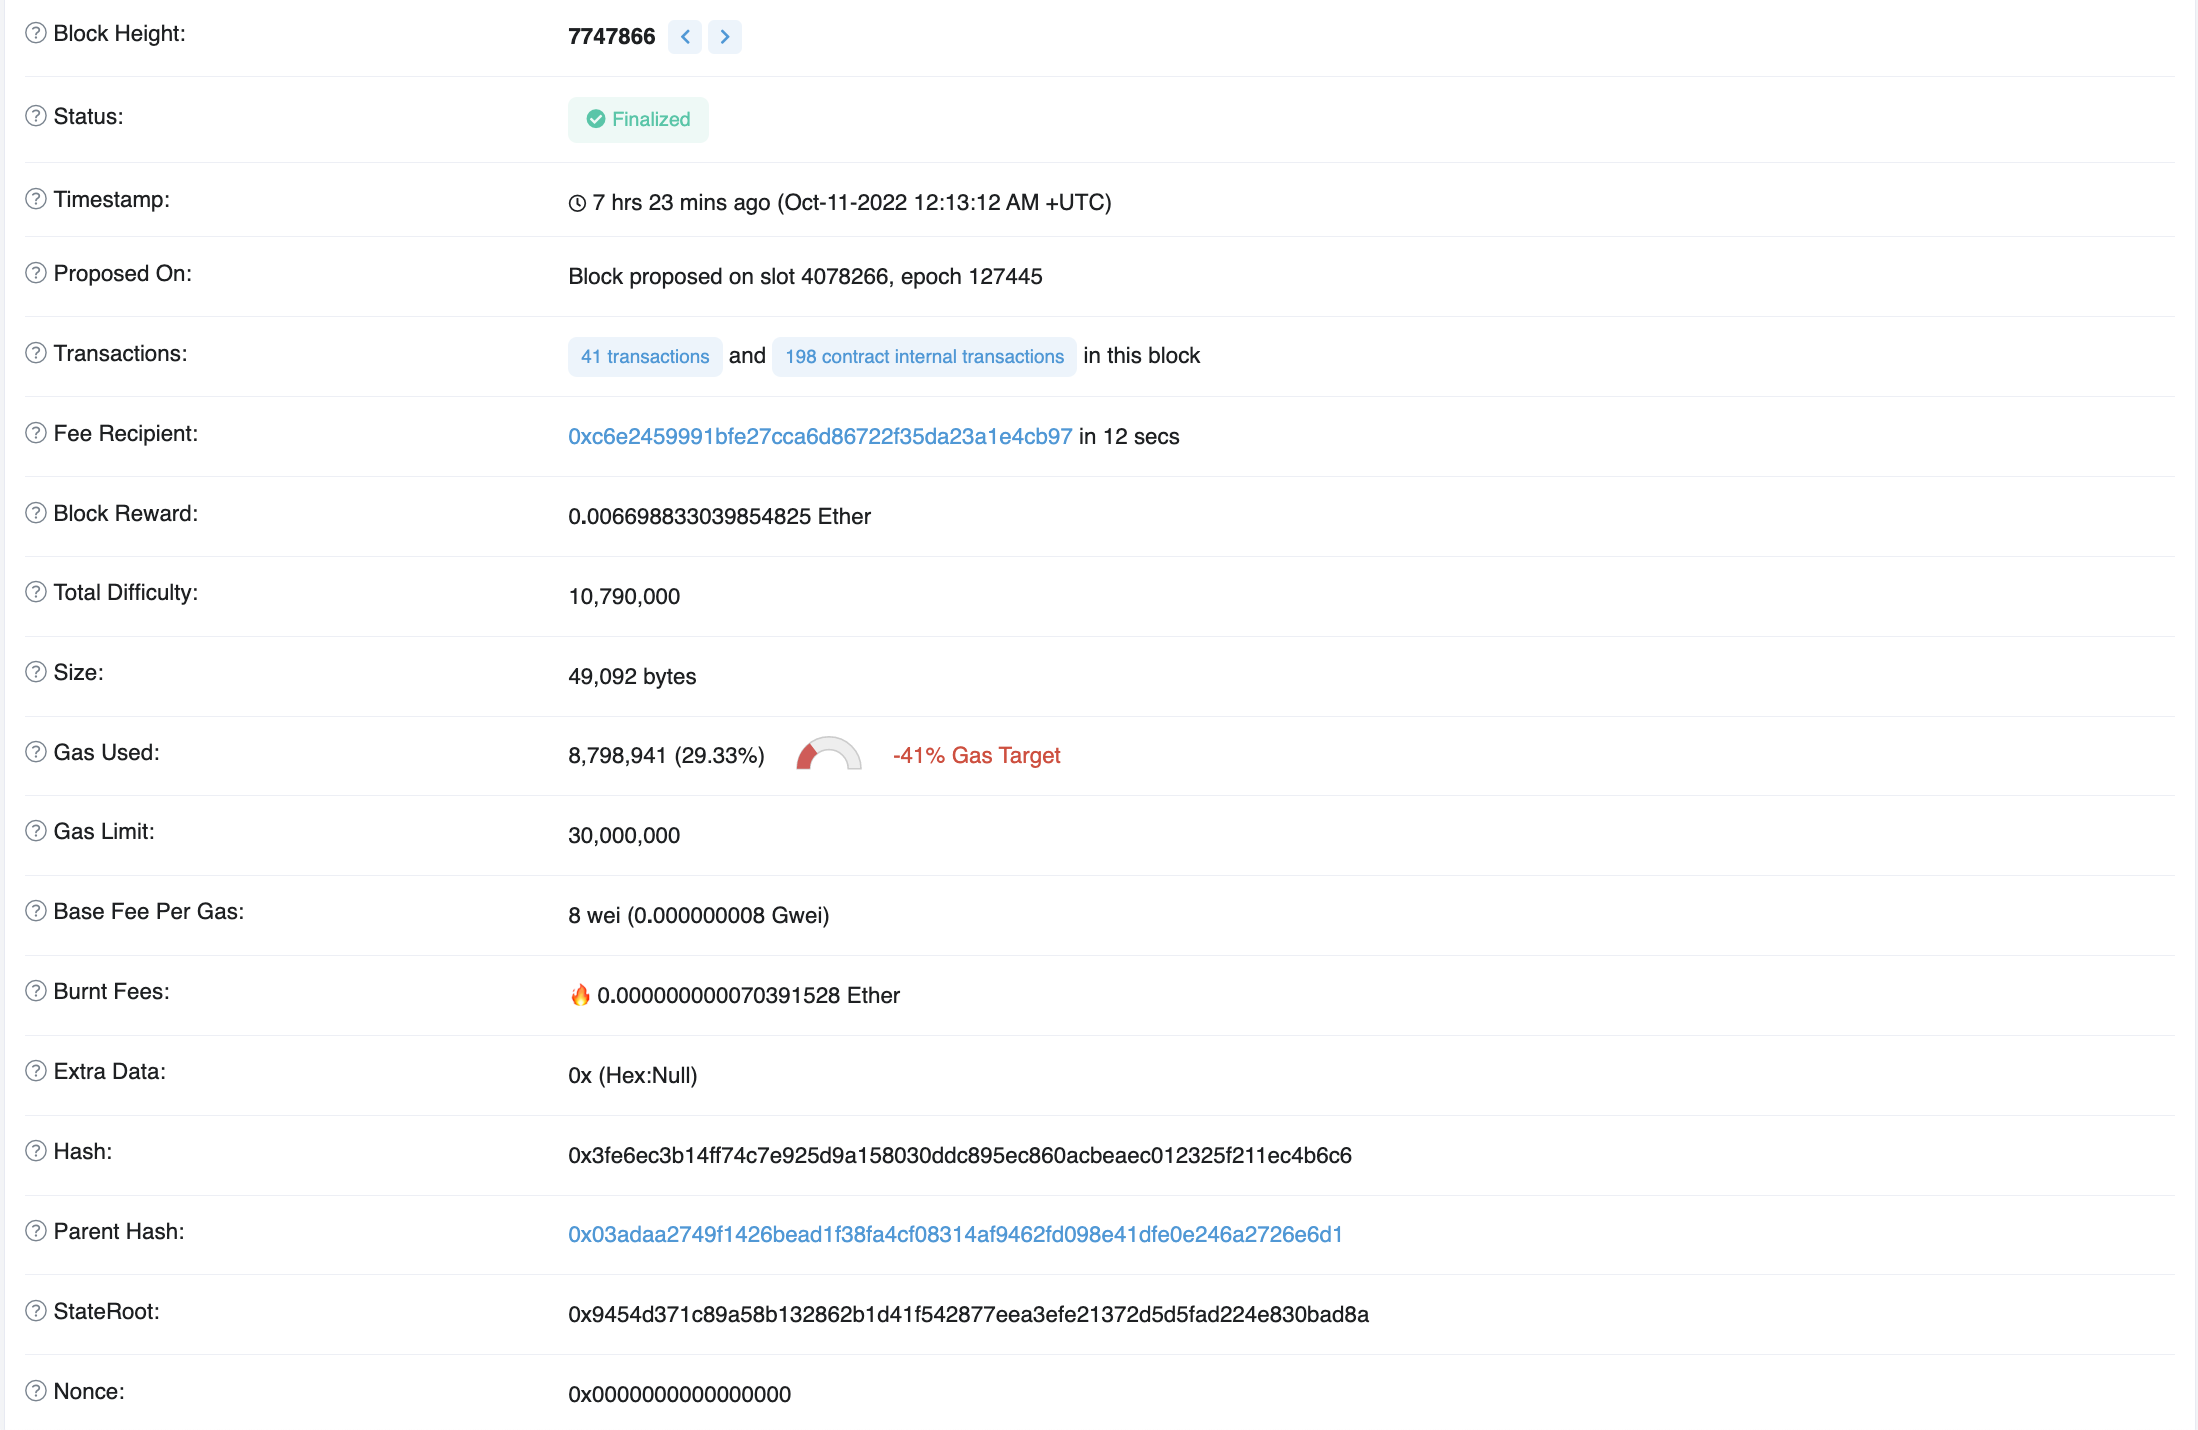 Block Height: 7747866
Status: Finalized
Timestamp: 7 hrs 23 mins ago (Oct-11-2022 12:13:12 AM +UTC)
Proposed On: Block proposed on slot 4078266, epoch 127445
Transactions: 41 transactions and 198 contract internal transactions in this block
Fee Recipient: 0xc6e2459991bfe27cca6d86722f35da23a1e4cb97 in 12 secs
Block Reward: 0.006698833039854825 Ether
Total Difficulty: 10,790,000
Size: 49,092 bytes
Gas Used: 8,798,941 (29.33%) -41% Gas Target
Gas Limit: 30,000,000
Base Fee Per Gas: 8 wei (0.000000008 Gwei)
Burnt Fees: 🔥 0.000000000070391528 Ether
Extra Data: 0x (Hex:Null)
Hash: 0x3fe6ec3b14ff74c7e925d9a158030ddc895ec860acbeaec012325f211ec4b6c6
Parent Hash: 0x03adaa2749f1426bead1f38fa4cf08314af9462fd098e41dfe0e246a2726e6d1
StateRoot: 0x9454d371c89a58b132862b1d41f542877eea3efe21372d5d5fad224e830bad8a
Nonce: 0x0000000000000000